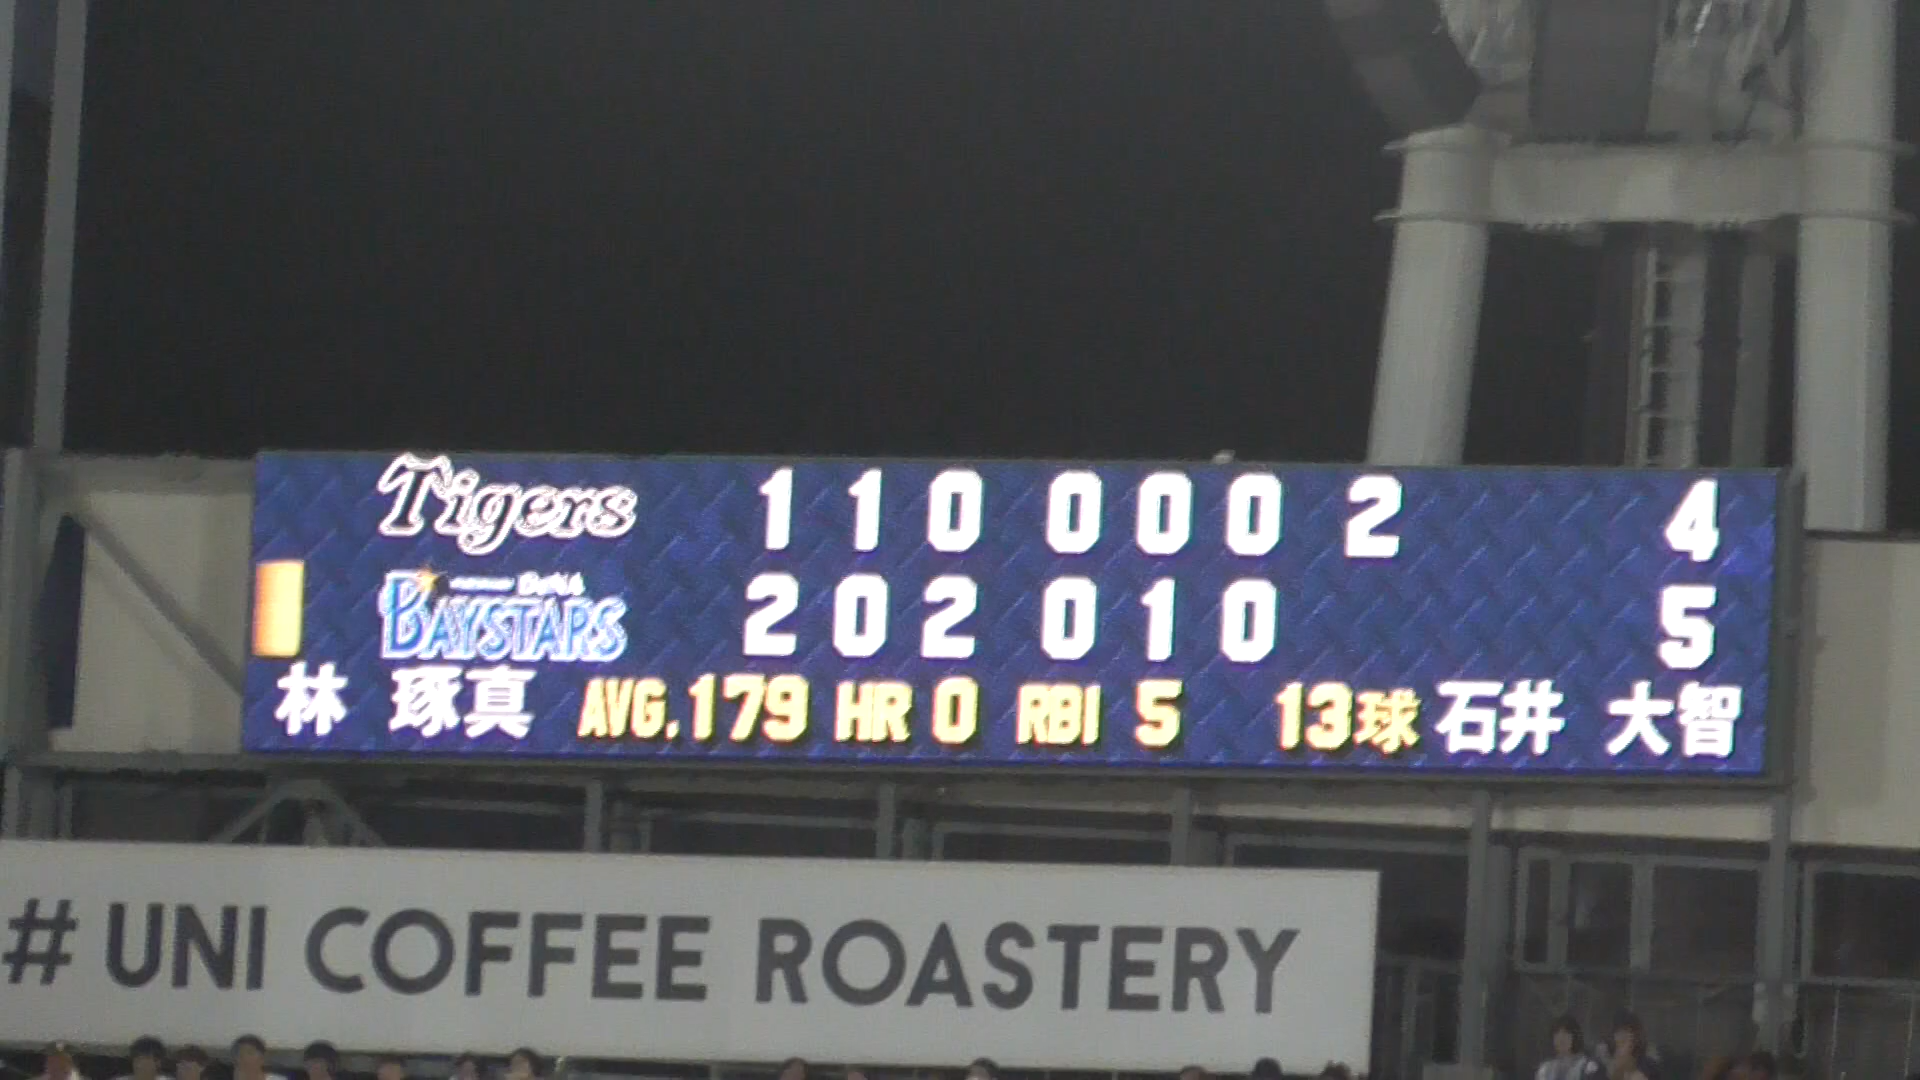 Tigers 1 1 0 0 0 0 2 4
DeNA
BAYSTARS 2 0 2 0 1 0 5
林 琢真 AVG.179 HR 0 RBI 5 13球 石井 大智
# UNI COFFEE ROASTERY